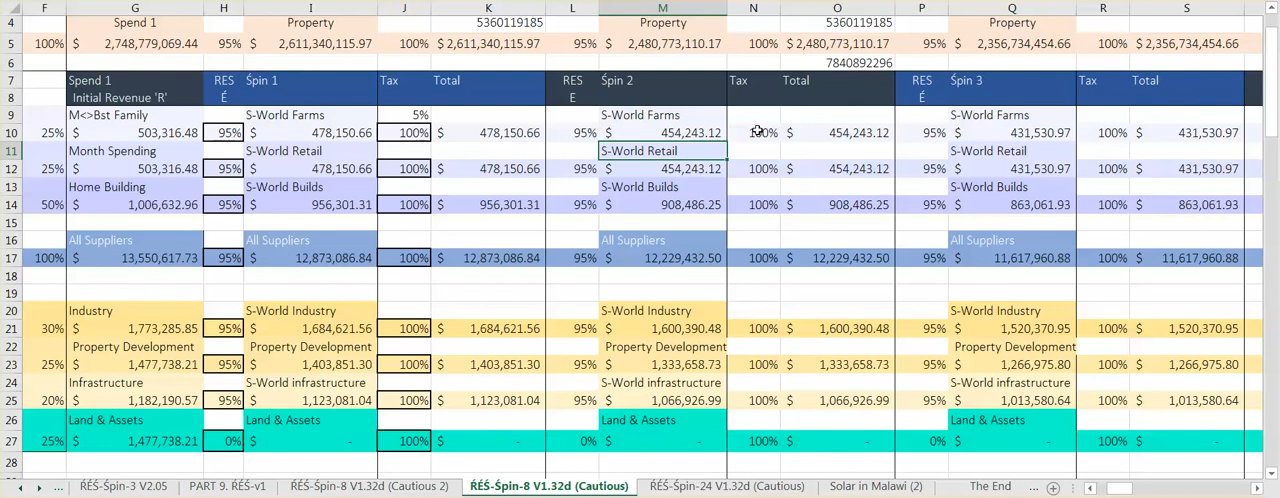 F G H I J K L M N O P Q R S
4 Spend 1 Property 5360119185 Property 5360119185 Property
5 100% $ 2,748,779,069.44 95% $ 2,611,340,115.97 100% $ 2,611,340,115.97 95% $ 2,480,773,110.17 100% $ 2,480,773,110.17 95% $ 2,356,734,454.66 100% $ 2,356,734,454.66
6 7840892296
7 Spend 1 RES Śpin 1 Tax Total RES Śpin 2 Tax Total RES Śpin 3 Tax Total
8 Initial Revenue 'R' É E É
9 M<>Bst Family S-World Farms 5% S-World Farms S-World Farms
10 25% $ 503,316.48 95% $ 478,150.66 100% $ 478,150.66 95% $ 454,243.12 100% $ 454,243.12 95% $ 431,530.97 100% $ 431,530.97
11 Month Spending S-World Retail S-World Retail S-World Retail
12 25% $ 503,316.48 95% $ 478,150.66 100% $ 478,150.66 95% $ 454,243.12 100% $ 454,243.12 95% $ 431,530.97 100% $ 431,530.97
13 Home Building S-World Builds S-World Builds S-World Builds
14 50% $ 1,006,632.96 95% $ 956,301.31 100% $ 956,301.31 95% $ 908,486.25 100% $ 908,486.25 95% $ 863,061.93 100% $ 863,061.93
15
16 All Suppliers All Suppliers All Suppliers
17 100% $ 13,550,617.73 95% $ 12,873,086.84 100% $ 12,873,086.84 95% $ 12,229,432.50 100% $ 12,229,432.50 95% $ 11,617,960.88 100% $ 11,617,960.88
18
19
20 Industry S-World Industry S-World Industry S-World Industry
21 30% $ 1,773,285.85 95% $ 1,684,621.56 100% $ 1,684,621.56 95% $ 1,600,390.48 100% $ 1,600,390.48 95% $ 1,520,370.95 100% $ 1,520,370.95
22 Property Development Property Development Property Development Property Development
23 25% $ 1,477,738.21 95% $ 1,403,851.30 100% $ 1,403,851.30 95% $ 1,333,658.73 100% $ 1,333,658.73 95% $ 1,266,975.80 100% $ 1,266,975.80
24 Infrastructure S-World infrastructure S-World infrastructure S-World infrastructure
25 20% $ 1,182,190.57 95% $ 1,123,081.04 100% $ 1,123,081.04 95% $ 1,066,926.99 100% $ 1,066,926.99 95% $ 1,013,580.64 100% $ 1,013,580.64
26 Land & Assets Land & Assets Land & Assets Land & Assets
27 25% $ 1,477,738.21 0% $ - 100% $ - 0% $ - 100% $ - 0% $ - 100% $ -
28
ŔÉS-Śpin-3 V2.05 PART 9. ŔÉS-v1 ŔÉS-Śpin-8 V1.32d (Cautious 2) ŔÉS-Śpin-8 V1.32d (Cautious) ŔÉS-Śpin-24 V1.32d (Cautious) Solar in Malawi (2) The End ...